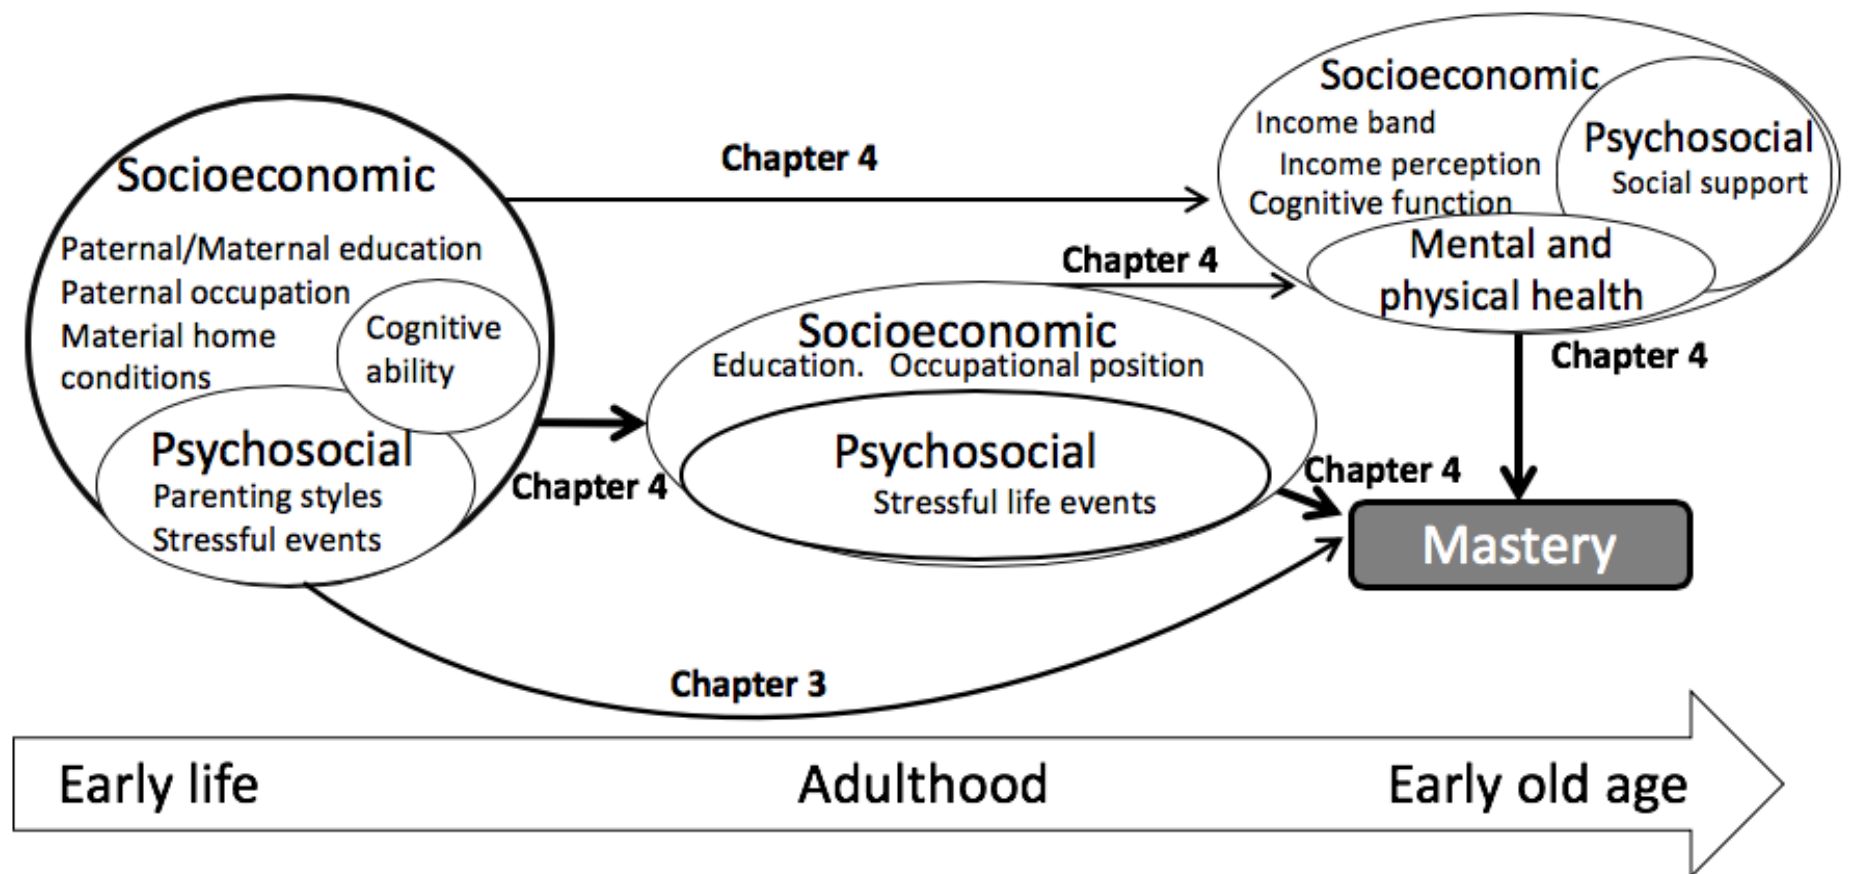 Socioeconomic
Paternal/Maternal education
Paternal occupation
Material home
conditions
Cognitive
ability
Psychosocial
Parenting styles
Stressful events
Chapter 4
Chapter 4
Chapter 4
Socioeconomic
Education. Occupational position
Psychosocial
Stressful life events
Socioeconomic
Income band
Income perception
Cognitive function
Psychosocial
Social support
Mental and
physical health
Chapter 4
Chapter 4
Mastery
Chapter 3
Early life
Adulthood
Early old age